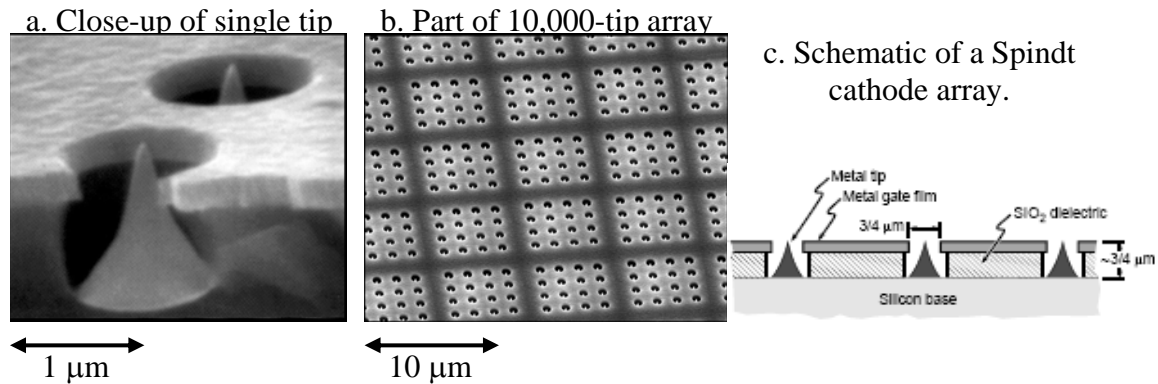 a. Close-up of single tip
b. Part of 10,000-tip array
c. Schematic of a Spindt
cathode array.
Metal tip
Metal gate film
3/4 μm
SiO₂ dielectric
~3/4 μm
Silicon base
1 μm
10 μm